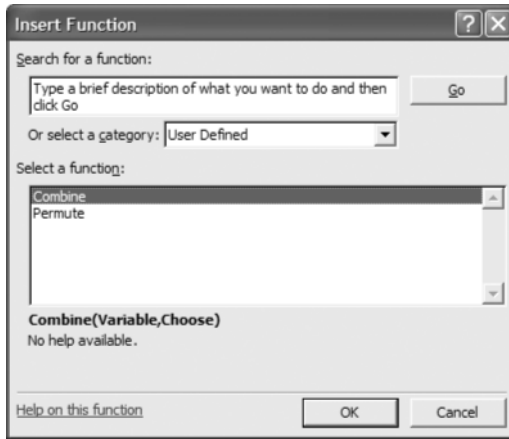 Insert Function
Search for a function:
Type a brief description of what you want to do and then
click Go
Go
Or select a category: User Defined
Select a function:
Combine
Permute
Combine(Variable,Choose)
No help available.
Help on this function
OK
Cancel